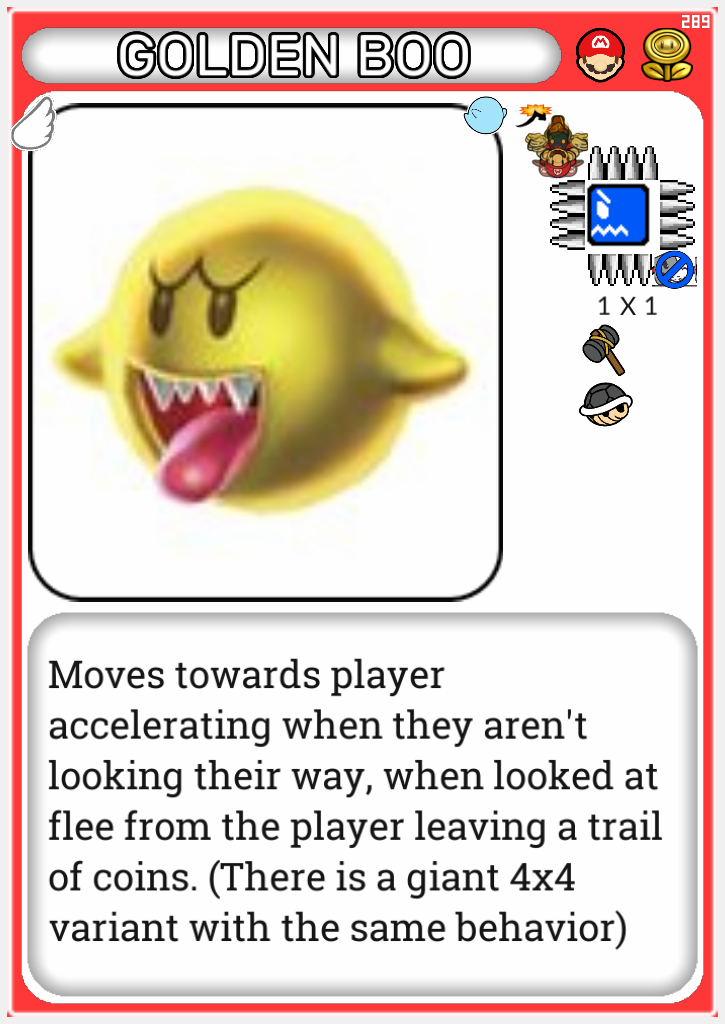 289
GOLDEN BOO
1 X 1
Moves towards player
accelerating when they aren't
looking their way, when looked at
flee from the player leaving a trail
of coins. (There is a giant 4x4
variant with the same behavior)